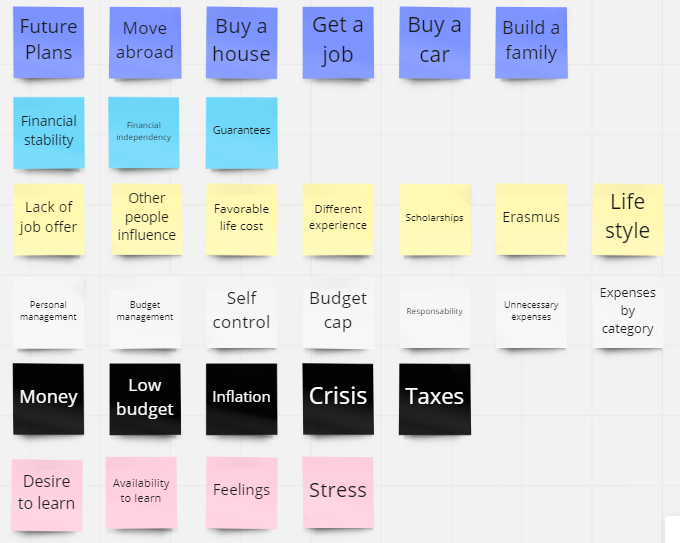 Future
Plans
Move
abroad
Buy a
house
Get a
job
Buy a
car
Build a
family
Financial
stability
Financial
independency
Guarantees
Lack of
job offer
Other
people
influence
Favorable
life cost
Different
experience
Scholarships
Erasmus
Life
style
Personal
management
Budget
management
Self
control
Budget
cap
Responsability
Unnecessary
expenses
Expenses
by
category
Money
Low
budget
Inflation
Crisis
Taxes
Desire
to learn
Availability
to learn
Feelings
Stress